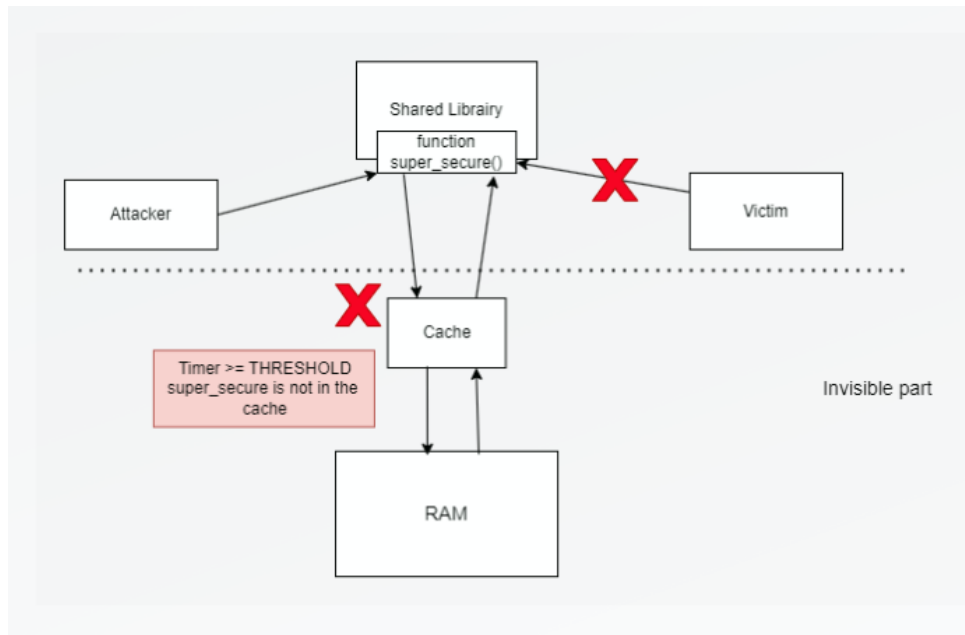 Shared Librairy
function
super_secure()
Attacker
Victim
Cache
Timer >= THRESHOLD
super_secure is not in the
cache
Invisible part
RAM